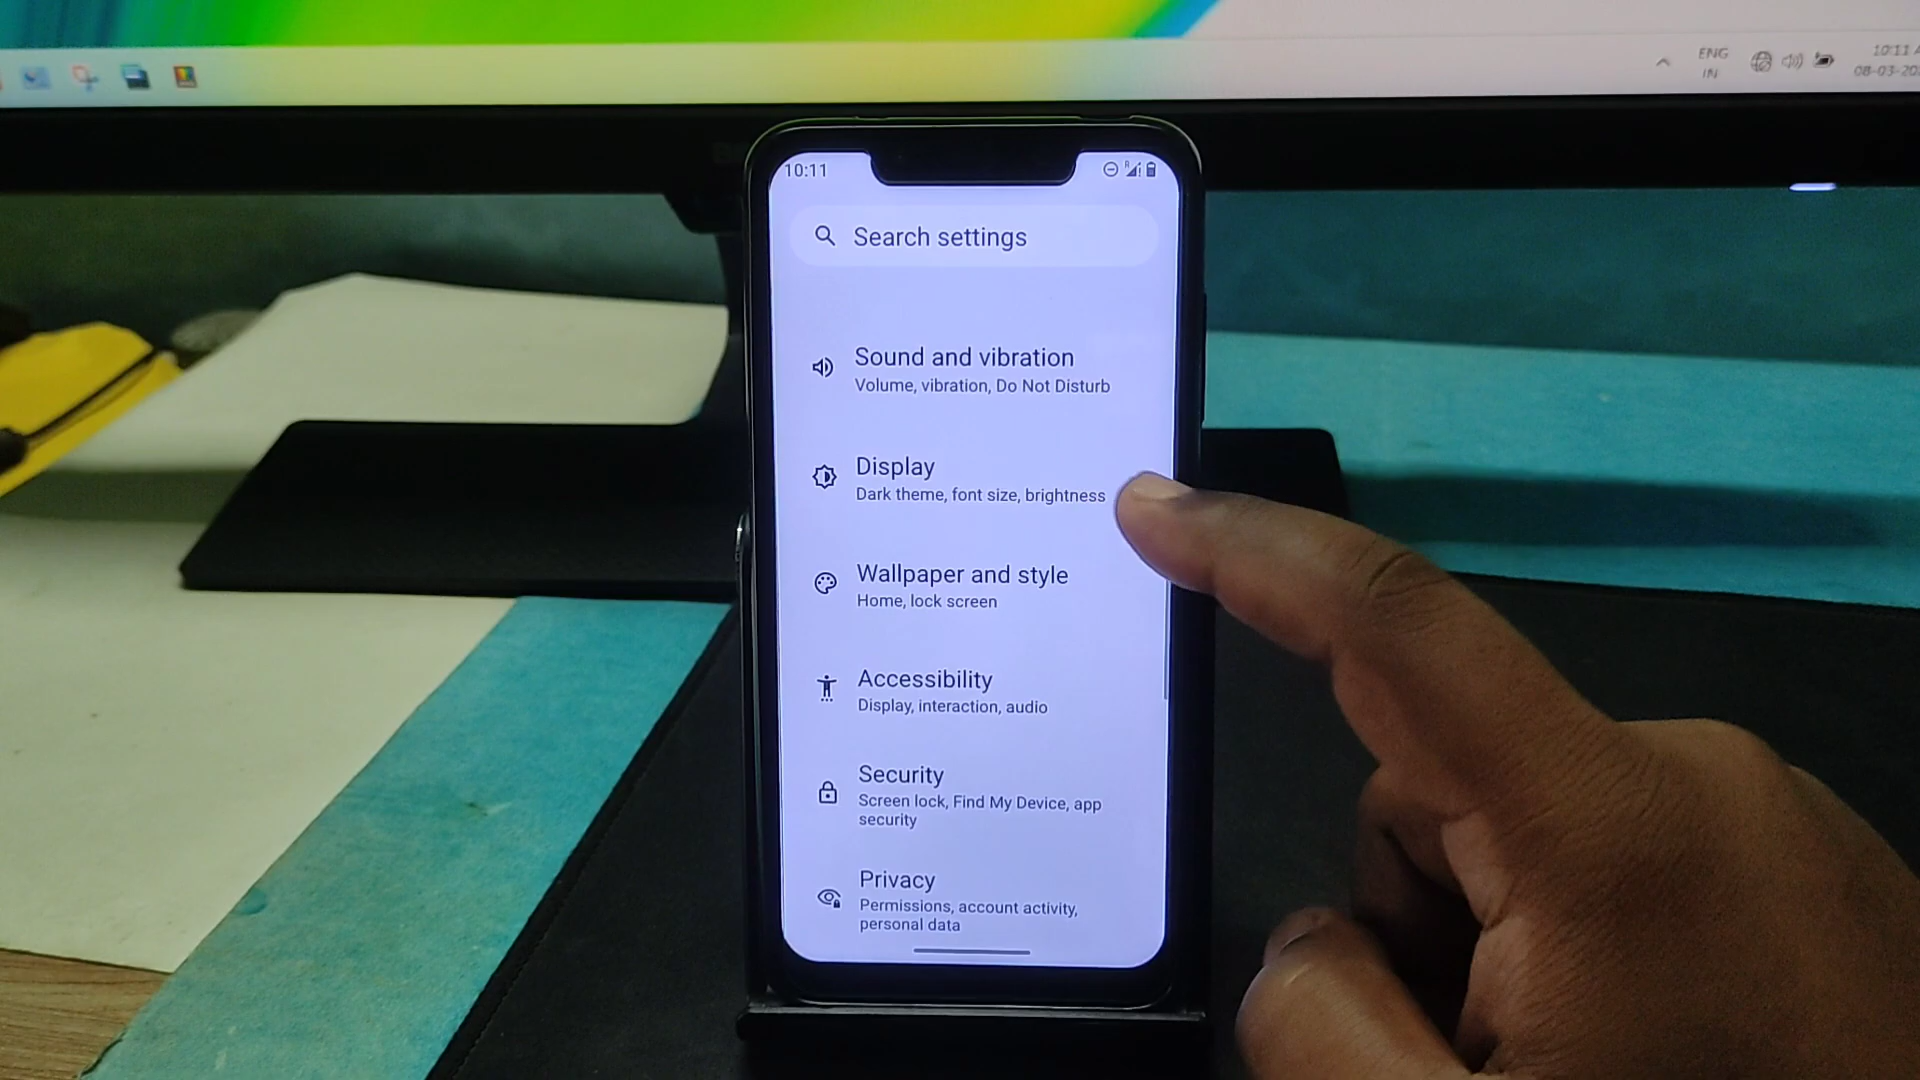 ENG
IN
10:11
10:11
R
Search settings
Sound and vibration
Volume, vibration, Do Not Disturb
Display
Dark theme, font size, brightness
Wallpaper and style
Home, lock screen
Accessibility
Display, interaction, audio
Security
Screen lock, Find My Device, app
security
Privacy
Permissions, account activity,
personal data